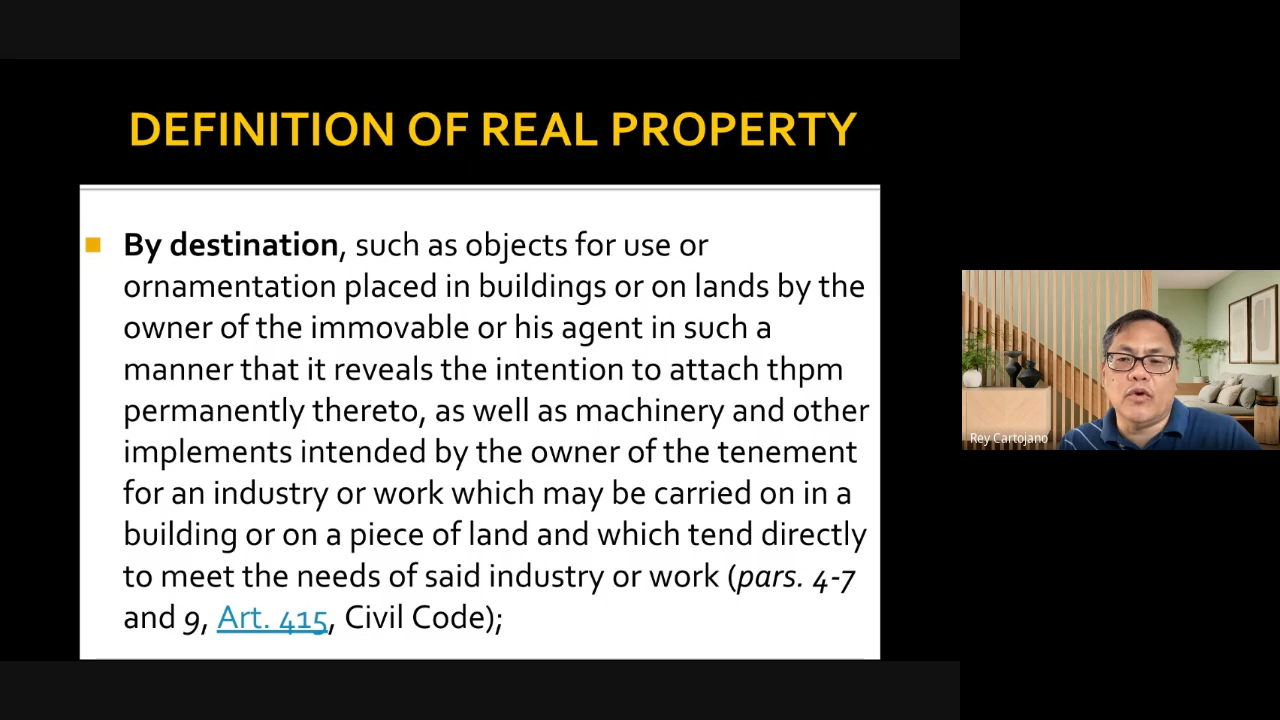 DEFINITION OF REAL PROPERTY
■ By destination, such as objects for use or
ornamentation placed in buildings or on lands by the
owner of the immovable or his agent in such a
manner that it reveals the intention to attach thpm
permanently thereto, as well as machinery and other
implements intended by the owner of the tenement
for an industry or work which may be carried on in a
building or on a piece of land and which tend directly
to meet the needs of said industry or work (pars. 4-7
and 9, Art. 415, Civil Code);
Rey Cartojano